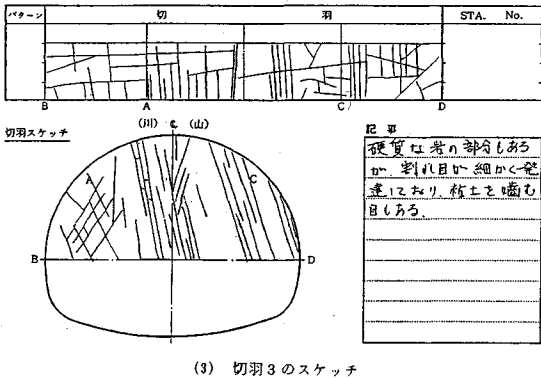 パターン 切 羽 STA. No.
B A C D
切羽スケッチ
(川) ℄ (山)
A C
B D
記事
硬質な岩の部分もある
が、割れ目が細かく発
達しており、粘土を噛む
目もある。
(3) 切羽3のスケッチ